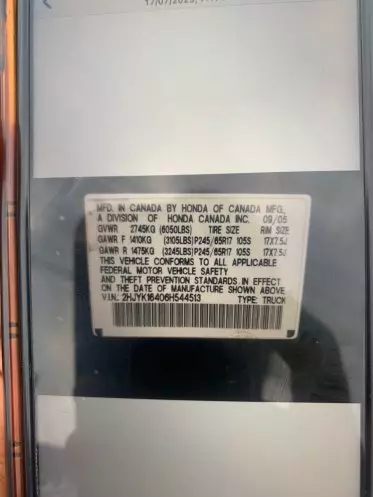 MFD. IN CANADA BY HONDA OF CANADA MFG.,
A DIVISION OF HONDA CANADA INC. 09/05
GVWR 2745KG (6050LBS) TIRE SIZE RIM SIZE
GAWR F 1410KG (3105LBS) P245/65R17 105S 17X7.5J
GAWR R 1475KG (3245LBS) P245/65R17 105S 17X7.5J
THIS VEHICLE CONFORMS TO ALL APPLICABLE
FEDERAL MOTOR VEHICLE SAFETY
AND THEFT PREVENTION STANDARDS IN EFFECT
ON THE DATE OF MANUFACTURE SHOWN ABOVE
V.I.N.: 2HJYK16406H544513 TYPE: TRUCK